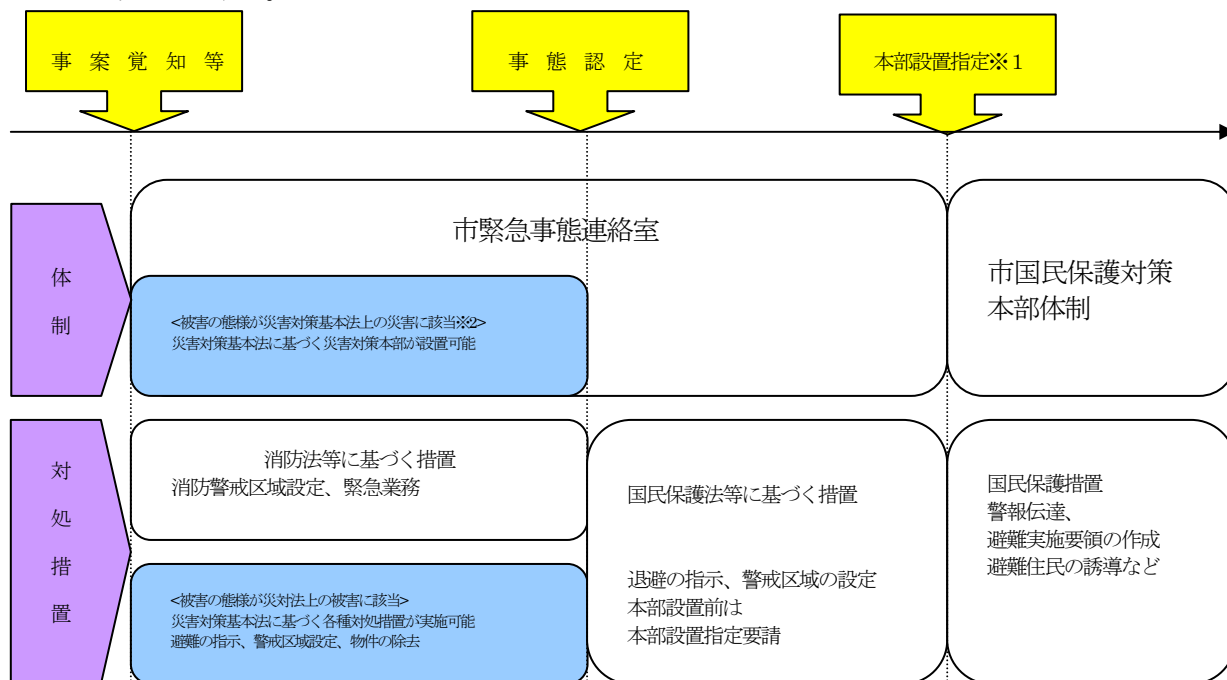 事案覚知等
事態認定
本部設置指定※１
体制
市緊急事態連絡室
<被害の態様が災害対策基本法上の災害に該当※2>
災害対策基本法に基づく災害対策本部が設置可能
市国民保護対策
本部体制
対処措置
消防法等に基づく措置
消防警戒区域設定、緊急業務
<被害の態様が災対法上の被害に該当>
災害対策基本法に基づく各種対処措置が実施可能
避難の指示、警戒区域設定、物件の除去
国民保護法等に基づく措置
退避の指示、警戒区域の設定
本部設置前は
本部設置指定要請
国民保護措置
警報伝達、
避難実施要領の作成
避難住民の誘導など